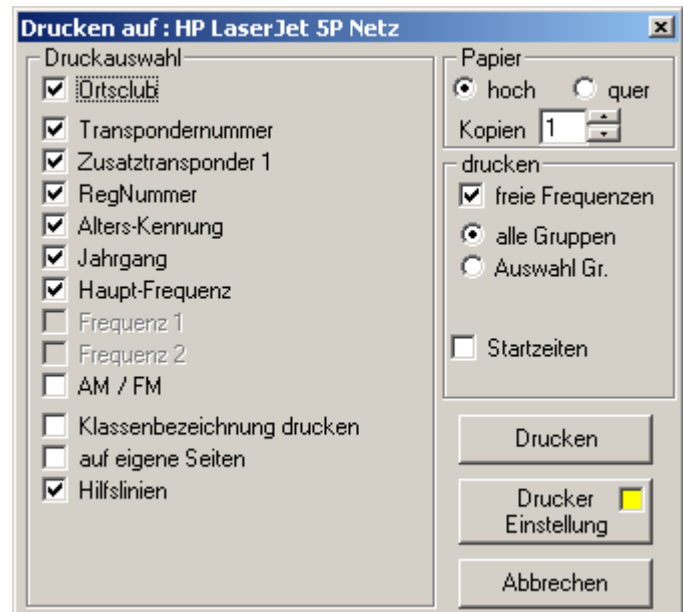 Drucken auf : HP LaserJet 5P Netz
Druckauswahl
Ortsclub
Transpondernummer
Zusatztransponder 1
RegNummer
Alters-Kennung
Jahrgang
Haupt-Frequenz
Frequenz 1
Frequenz 2
AM / FM
Klassenbezeichnung drucken
auf eigene Seiten
Hilfslinien
Papier
hoch quer
Kopien 1
drucken
freie Frequenzen
alle Gruppen
Auswahl Gr.
Startzeiten
Drucken
Drucker
Einstellung
Abbrechen